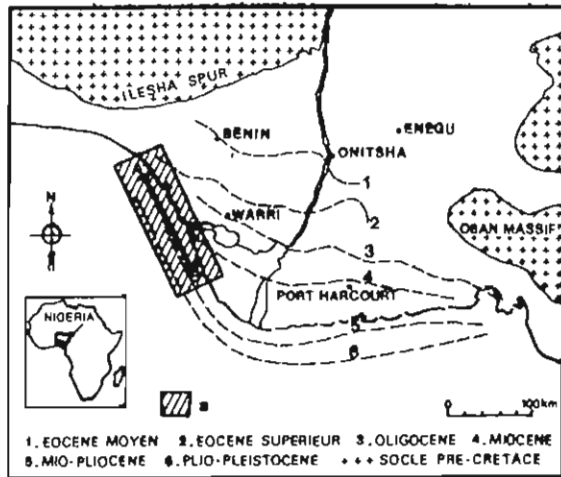 ILESHA SPUR
BENIN
ENEQU
ONITSHA
1
WARRI
2
N
3
OBAN MASSIF
4
PORT HARCOURT
NIGERIA
5
6
a
100km
1. EOCENE MOYEN 2. EOCENE SUPERIEUR 3. OLIGOCENE 4. MIOCENE
5. MIO-PLIOCENE 6. PLIO-PLEISTOCENE +++ SOCLE PRE-CRETACE